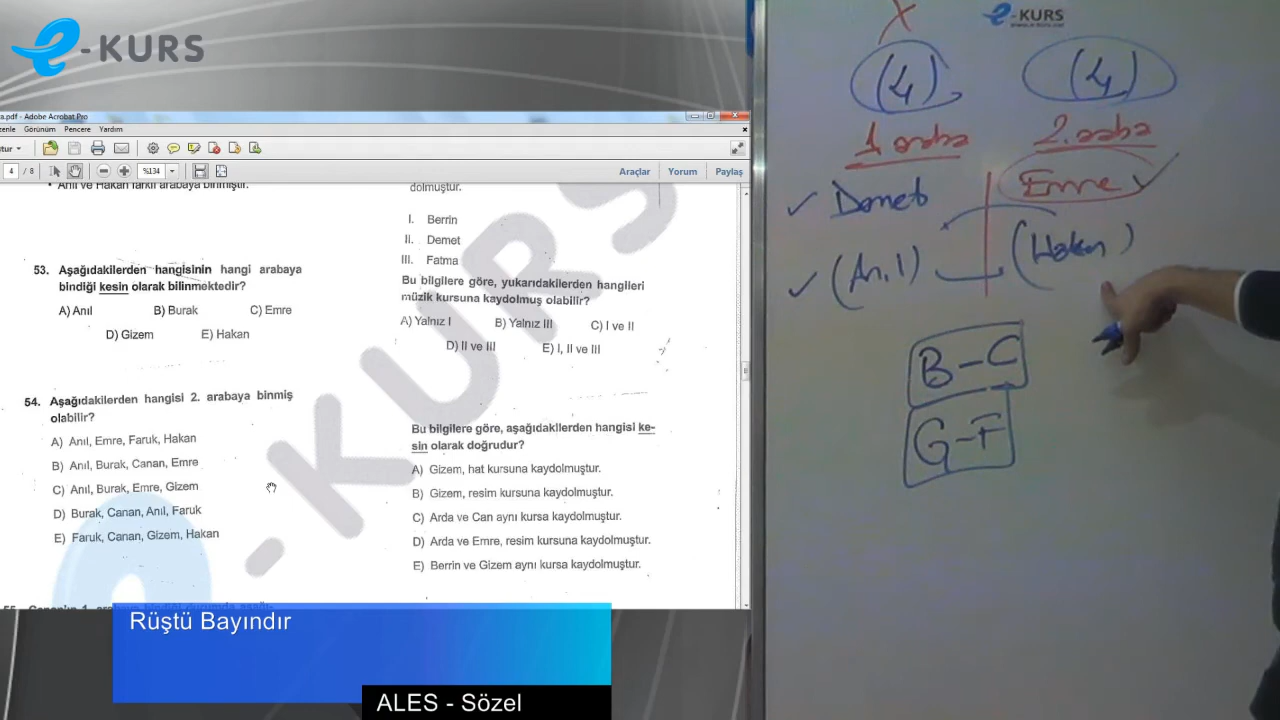 e-KURS
a.pdf - Adobe Acrobat Pro
zenle Görünüm Pencere Yardım
tur
4 / 8
%134
Araçlar Yorum Paylaş
• Anıl ve Hakan farklı arabaya binmiştir.
53. Aşağıdakilerden hangisinin hangi arabaya
bindiği kesin olarak bilinmektedir?
A) Anıl B) Burak C) Emre
D) Gizem E) Hakan
54. Aşağıdakilerden hangisi 2. arabaya binmiş
olabilir?
A) Anıl, Emre, Faruk, Hakan
B) Anıl, Burak, Canan, Emre
C) Anıl, Burak, Emre, Gizem
D) Burak, Canan, Anıl, Faruk
E) Faruk, Canan, Gizem, Hakan
dolmuştur.
I. Berrin
II. Demet
III. Fatma
Bu bilgilere göre, yukarıdakilerden hangileri
müzik kursuna kaydolmuş olabilir?
A) Yalnız I B) Yalnız III C) I ve II
D) II ve III E) I, II ve III
Bu bilgilere göre, aşağıdakilerden hangisi ke-
sin olarak doğrudur?
A) Gizem, hat kursuna kaydolmuştur.
B) Gizem, resim kursuna kaydolmuştur.
C) Arda ve Can aynı kursa kaydolmuştur.
D) Arda ve Emre, resim kursuna kaydolmuştur.
E) Berrin ve Gizem aynı kursa kaydolmuştur.
Rüştü Bayındır
ALES - Sözel
e-KURS
X
(4) (4)
1. araba 2. araba
Demet Emre
(Anıl) (Hakan)
B-C
G-F
e-KURS